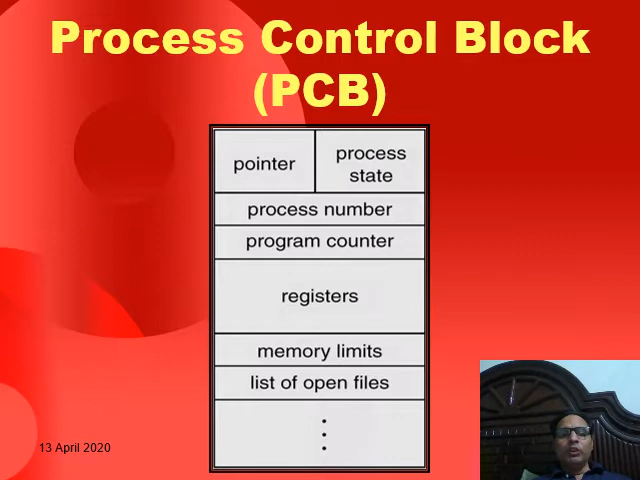 Process Control Block
(PCB)
pointer
process
state
process number
program counter
registers
memory limits
list of open files
13 April 2020